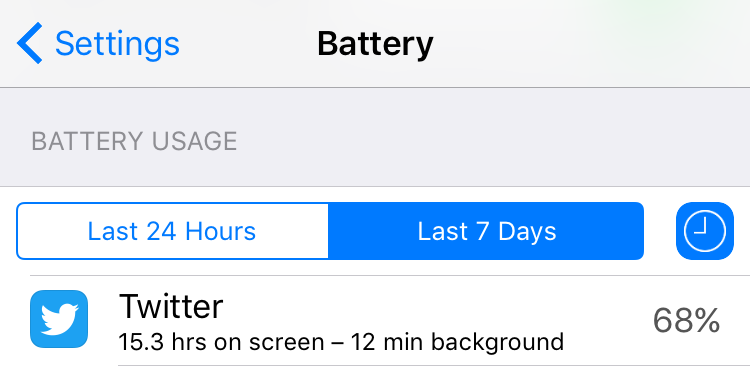 Settings Battery
BATTERY USAGE
Last 24 Hours Last 7 Days
Twitter 68%
15.3 hrs on screen – 12 min background